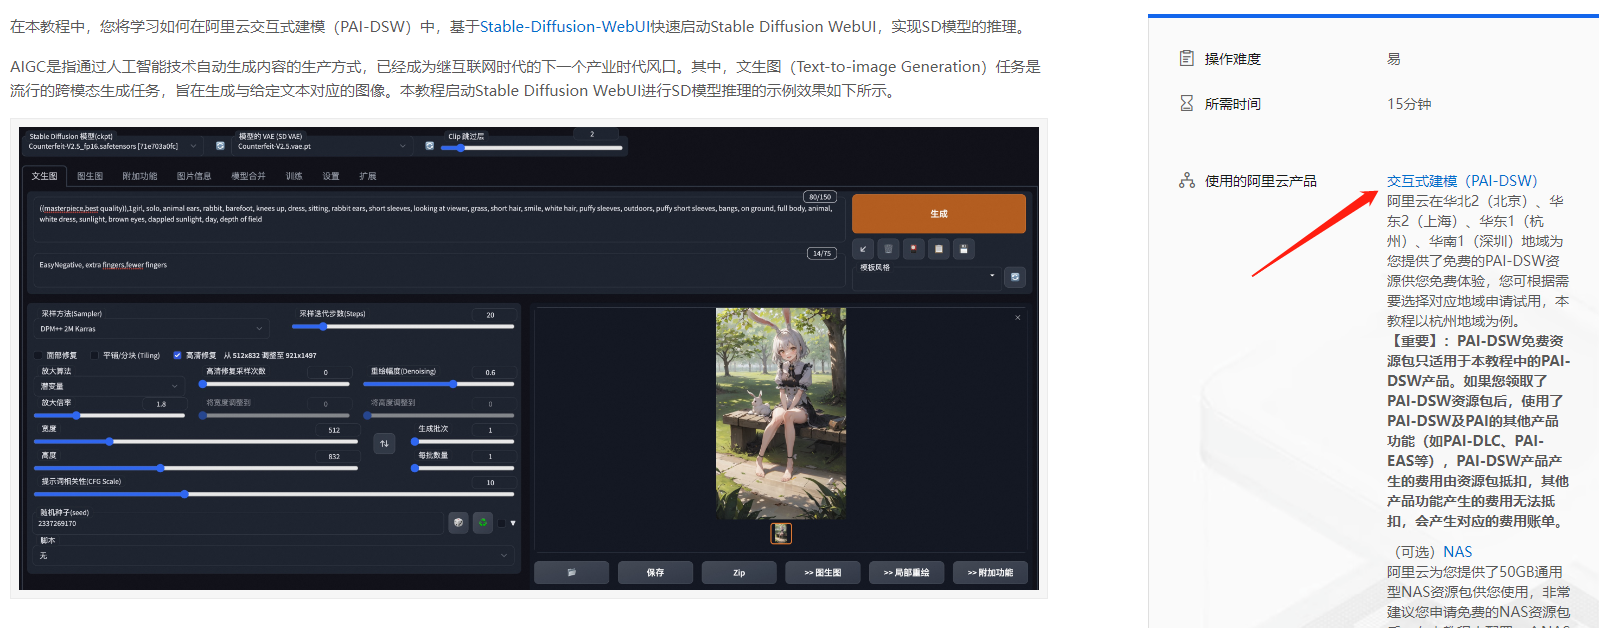 在本教程中，您将学习如何在阿里云交互式建模（PAI-DSW）中，基于Stable-Diffusion-WebUI快速启动Stable Diffusion WebUI，实现SD模型的推理。
AIGC是指通过人工智能技术自动生成内容的生产方式，已经成为继互联网时代的下一个产业时代风口。其中，文生图（Text-to-image Generation）任务是
流行的跨模态生成任务，旨在生成与给定文本对应的图像。本教程启动Stable Diffusion WebUI进行SD模型推理的示例效果如下所示。
Stable Diffusion 模型(ckpt)
Counterfeit-V2.5_fp16.safetensors [71e703a0fc]
模型的 VAE (SD VAE)
Counterfeit-V2.5.vae.pt
Clip 跳过层
2
文生图 图生图 附加功能 图片信息 模型合并 训练 设置 扩展
80/150
((masterpiece,best quality)),1girl, solo, animal ears, rabbit, barefoot, knees up, dress, sitting, rabbit ears, short sleeves, looking at viewer, grass, short hair, smile, white hair, puffy sleeves, outdoors, puffy short sleeves, bangs, on ground, full body, animal,
white dress, sunlight, brown eyes, dappled sunlight, day, depth of field
14/75
EasyNegative, extra fingers,fewer fingers
生成
模板风格
采样方法(Sampler)
DPM++ 2M Karras
采样迭代步数(Steps)
20
面部修复 平铺/分块 (Tiling) 高清修复 从 512x832 调整至 921x1497
放大算法
潜变量
高清修复采样次数
0
重绘幅度(Denoising)
0.6
放大倍率
1.8
将宽度调整到
0
将高度调整到
0
宽度
512
生成批次
1
高度
832
每批数量
1
提示词相关性(CFG Scale)
10
随机种子(seed)
2337269170
脚本
无
保存
Zip
>> 图生图
>> 局部重绘
>> 附加功能
操作难度 易
所需时间 15分钟
使用的阿里云产品
交互式建模（PAI-DSW）
阿里云在华北2（北京）、华
东2（上海）、华东1（杭
州）、华南1（深圳）地域为
您提供了免费的PAI-DSW资
源供您免费体验，您可根据需
要选择对应地域申请试用，本
教程以杭州地域为例。
【重要】：PAI-DSW免费资
源包只适用于本教程中的PAI-
DSW产品。如果您领取了
PAI-DSW资源包后，使用了
PAI-DSW及PAI的其他产品
功能（如PAI-DLC、PAI-
EAS等），PAI-DSW产品产
生的费用由资源包抵扣，其他
产品功能产生的费用无法抵
扣，会产生对应的费用账单。
（可选）NAS
阿里云为您提供了50GB通用
型NAS资源包供您使用，非常
建议您申请免费的NAS资源包